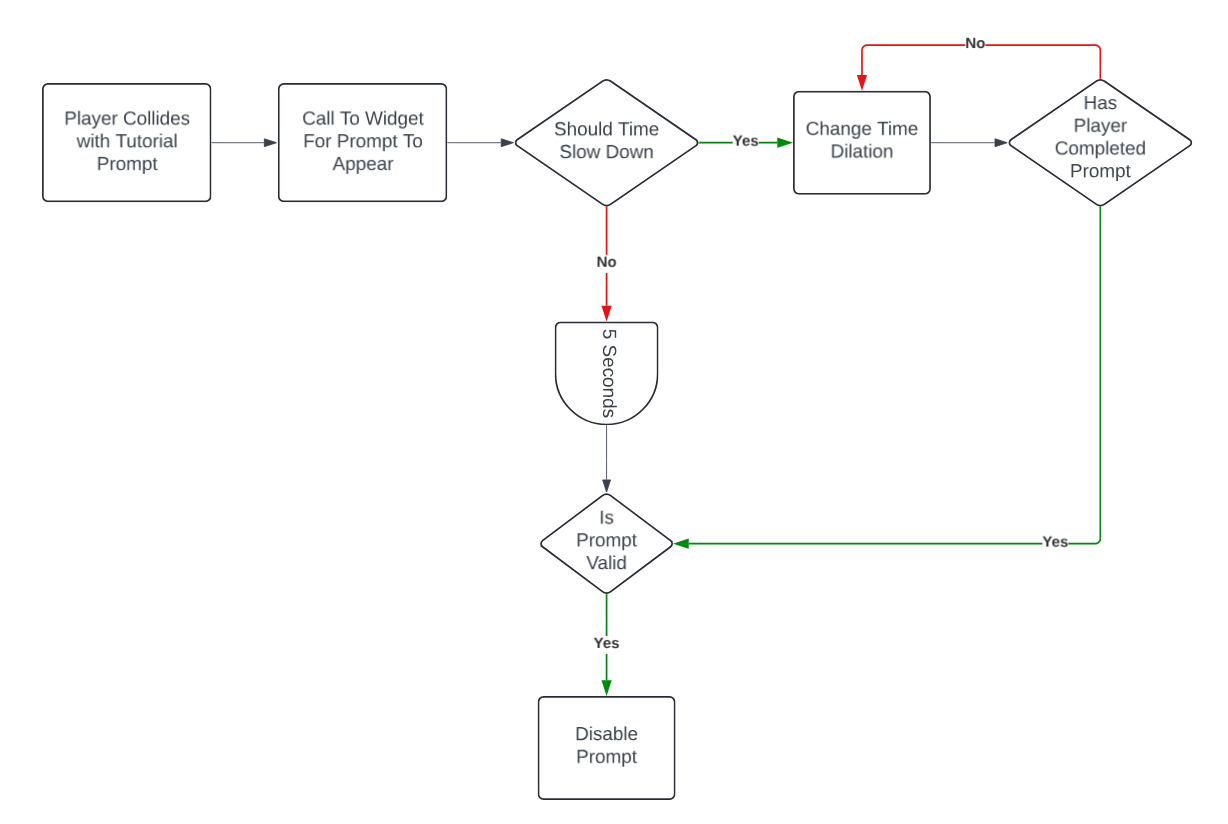 No
Player Collides
with Tutorial
Prompt
Call To Widget
For Prompt To
Appear
Should Time
Slow Down
Yes
Change Time
Dilation
Has
Player
Completed
Prompt
No
5 Seconds
Is
Prompt
Valid
Yes
Yes
Disable
Prompt